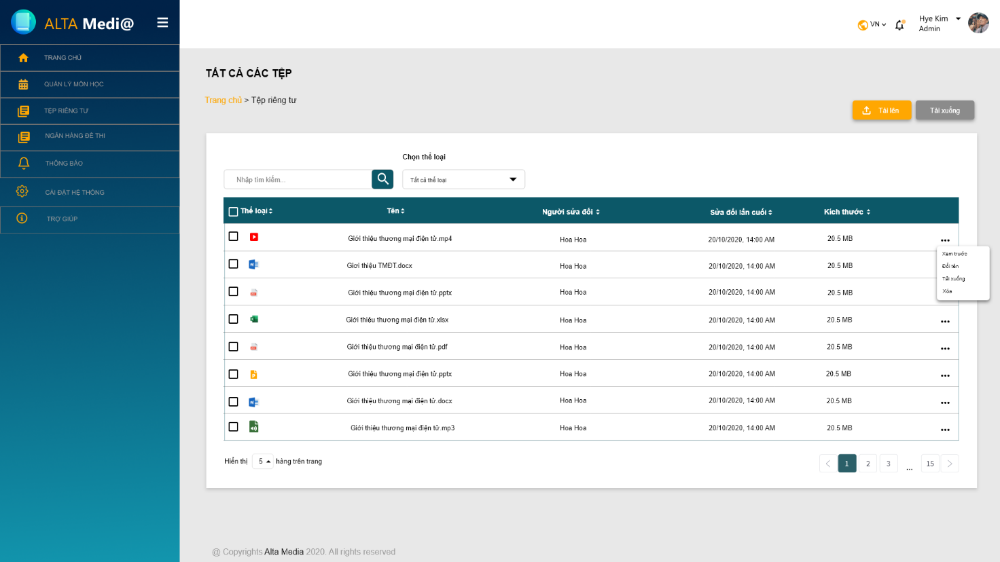 ALTA Medi@
VN
Hye Kim
Admin
TRANG CHỦ
QUẢN LÝ MÔN HỌC
TỆP RIÊNG TƯ
NGÂN HÀNG ĐỀ THI
THÔNG BÁO
CÀI ĐẶT HỆ THỐNG
TRỢ GIÚP
TẤT CẢ CÁC TỆP
Trang chủ > Tệp riêng tư
Tải lên
Tải xuống
Chọn thể loại
Nhập tìm kiếm...
Tất cả thể loại
Thể loại Tên Người sửa đổi Sửa đổi lần cuối Kích thước
Giới thiệu thương mại điện tử.mp4 Hoa Hoa 20/10/2020, 14:00 AM 20.5 MB
Giơi thiệu TMĐT.docx Hoa Hoa 20/10/2020, 14:00 AM 20.5 MB
Giới thiệu thương mại điện tử.pptx Hoa Hoa 20/10/2020, 14:00 AM 20.5 MB
Giới thiệu thương mại điện tử.xlsx Hoa Hoa 20/10/2020, 14:00 AM 20.5 MB
Giới thiệu thương mại điện tử.pdf Hoa Hoa 20/10/2020, 14:00 AM 20.5 MB
Giới thiệu thương mại điện tử.pptx Hoa Hoa 20/10/2020, 14:00 AM 20.5 MB
Giới thiệu thương mại điện tử.docx Hoa Hoa 20/10/2020, 14:00 AM 20.5 MB
Giới thiệu thương mại điện tử.mp3 Hoa Hoa 20/10/2020, 14:00 AM 20.5 MB
Xem trước
Đổi tên
Tải xuống
Xóa
Hiển thị 5 hàng trên trang
1 2 3 ... 15
@ Copyrights Alta Media 2020. All rights reserved